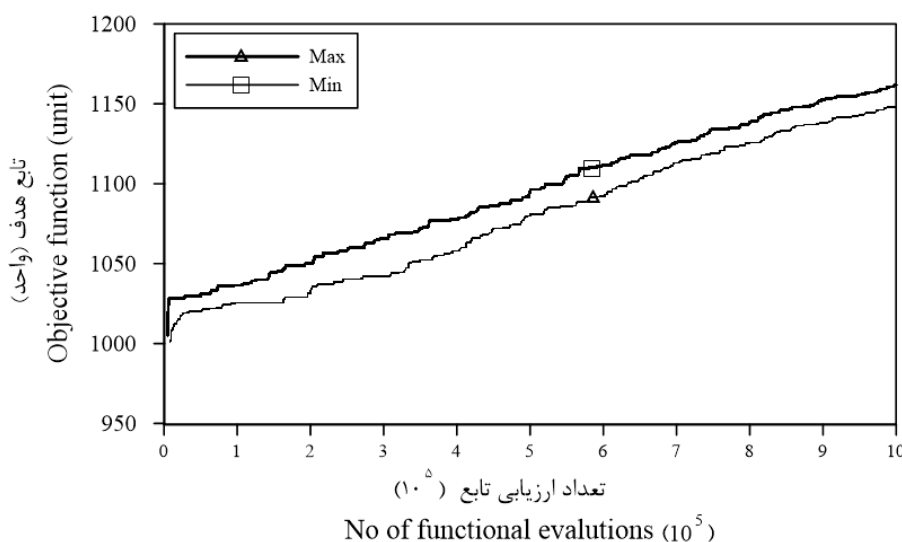 1200
1150
1100
1050
1000
950
Max
Min
تابع هدف (واحد)
Objective function (unit)
0 1 2 3 4 5 6 7 8 9 10
تعداد ارزیابی تابع (۱۰^۵)
No of functional evalutions (10^5)